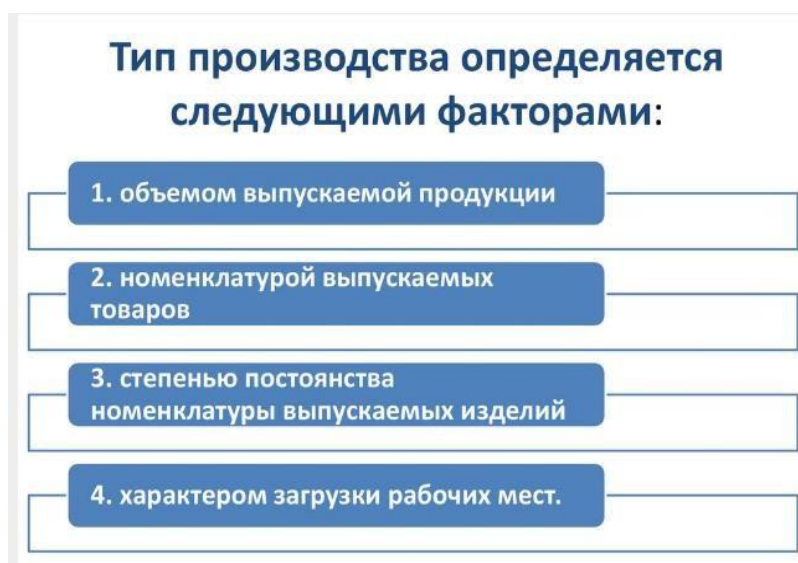 Тип производства определяется
следующими факторами:
1. объемом выпускаемой продукции
2. номенклатурой выпускаемых
товаров
3. степенью постоянства
номенклатуры выпускаемых изделий
4. характером загрузки рабочих мест.